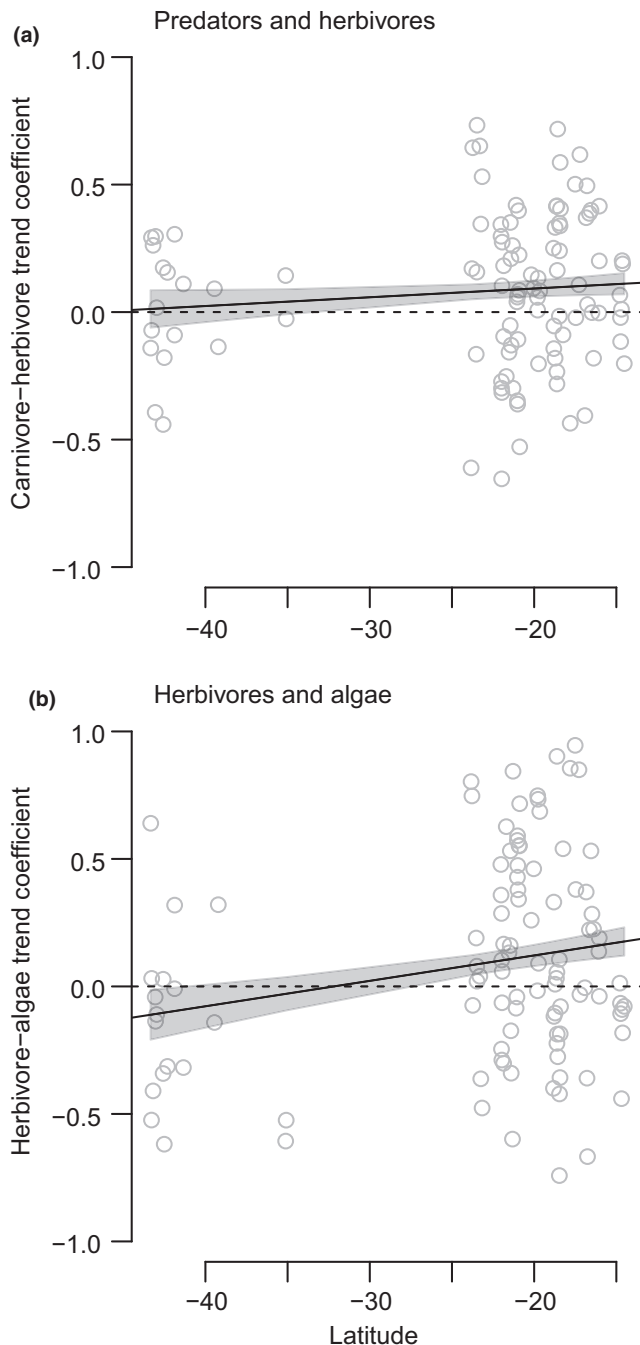 (a)
Predators and herbivores
Carnivore−herbivore trend coefficient
1.0
0.5
0.0
−0.5
−1.0
−40
−30
−20
(b)
Herbivores and algae
Herbivore−algae trend coefficient
1.0
0.5
0.0
−0.5
−1.0
−40
−30
−20
Latitude